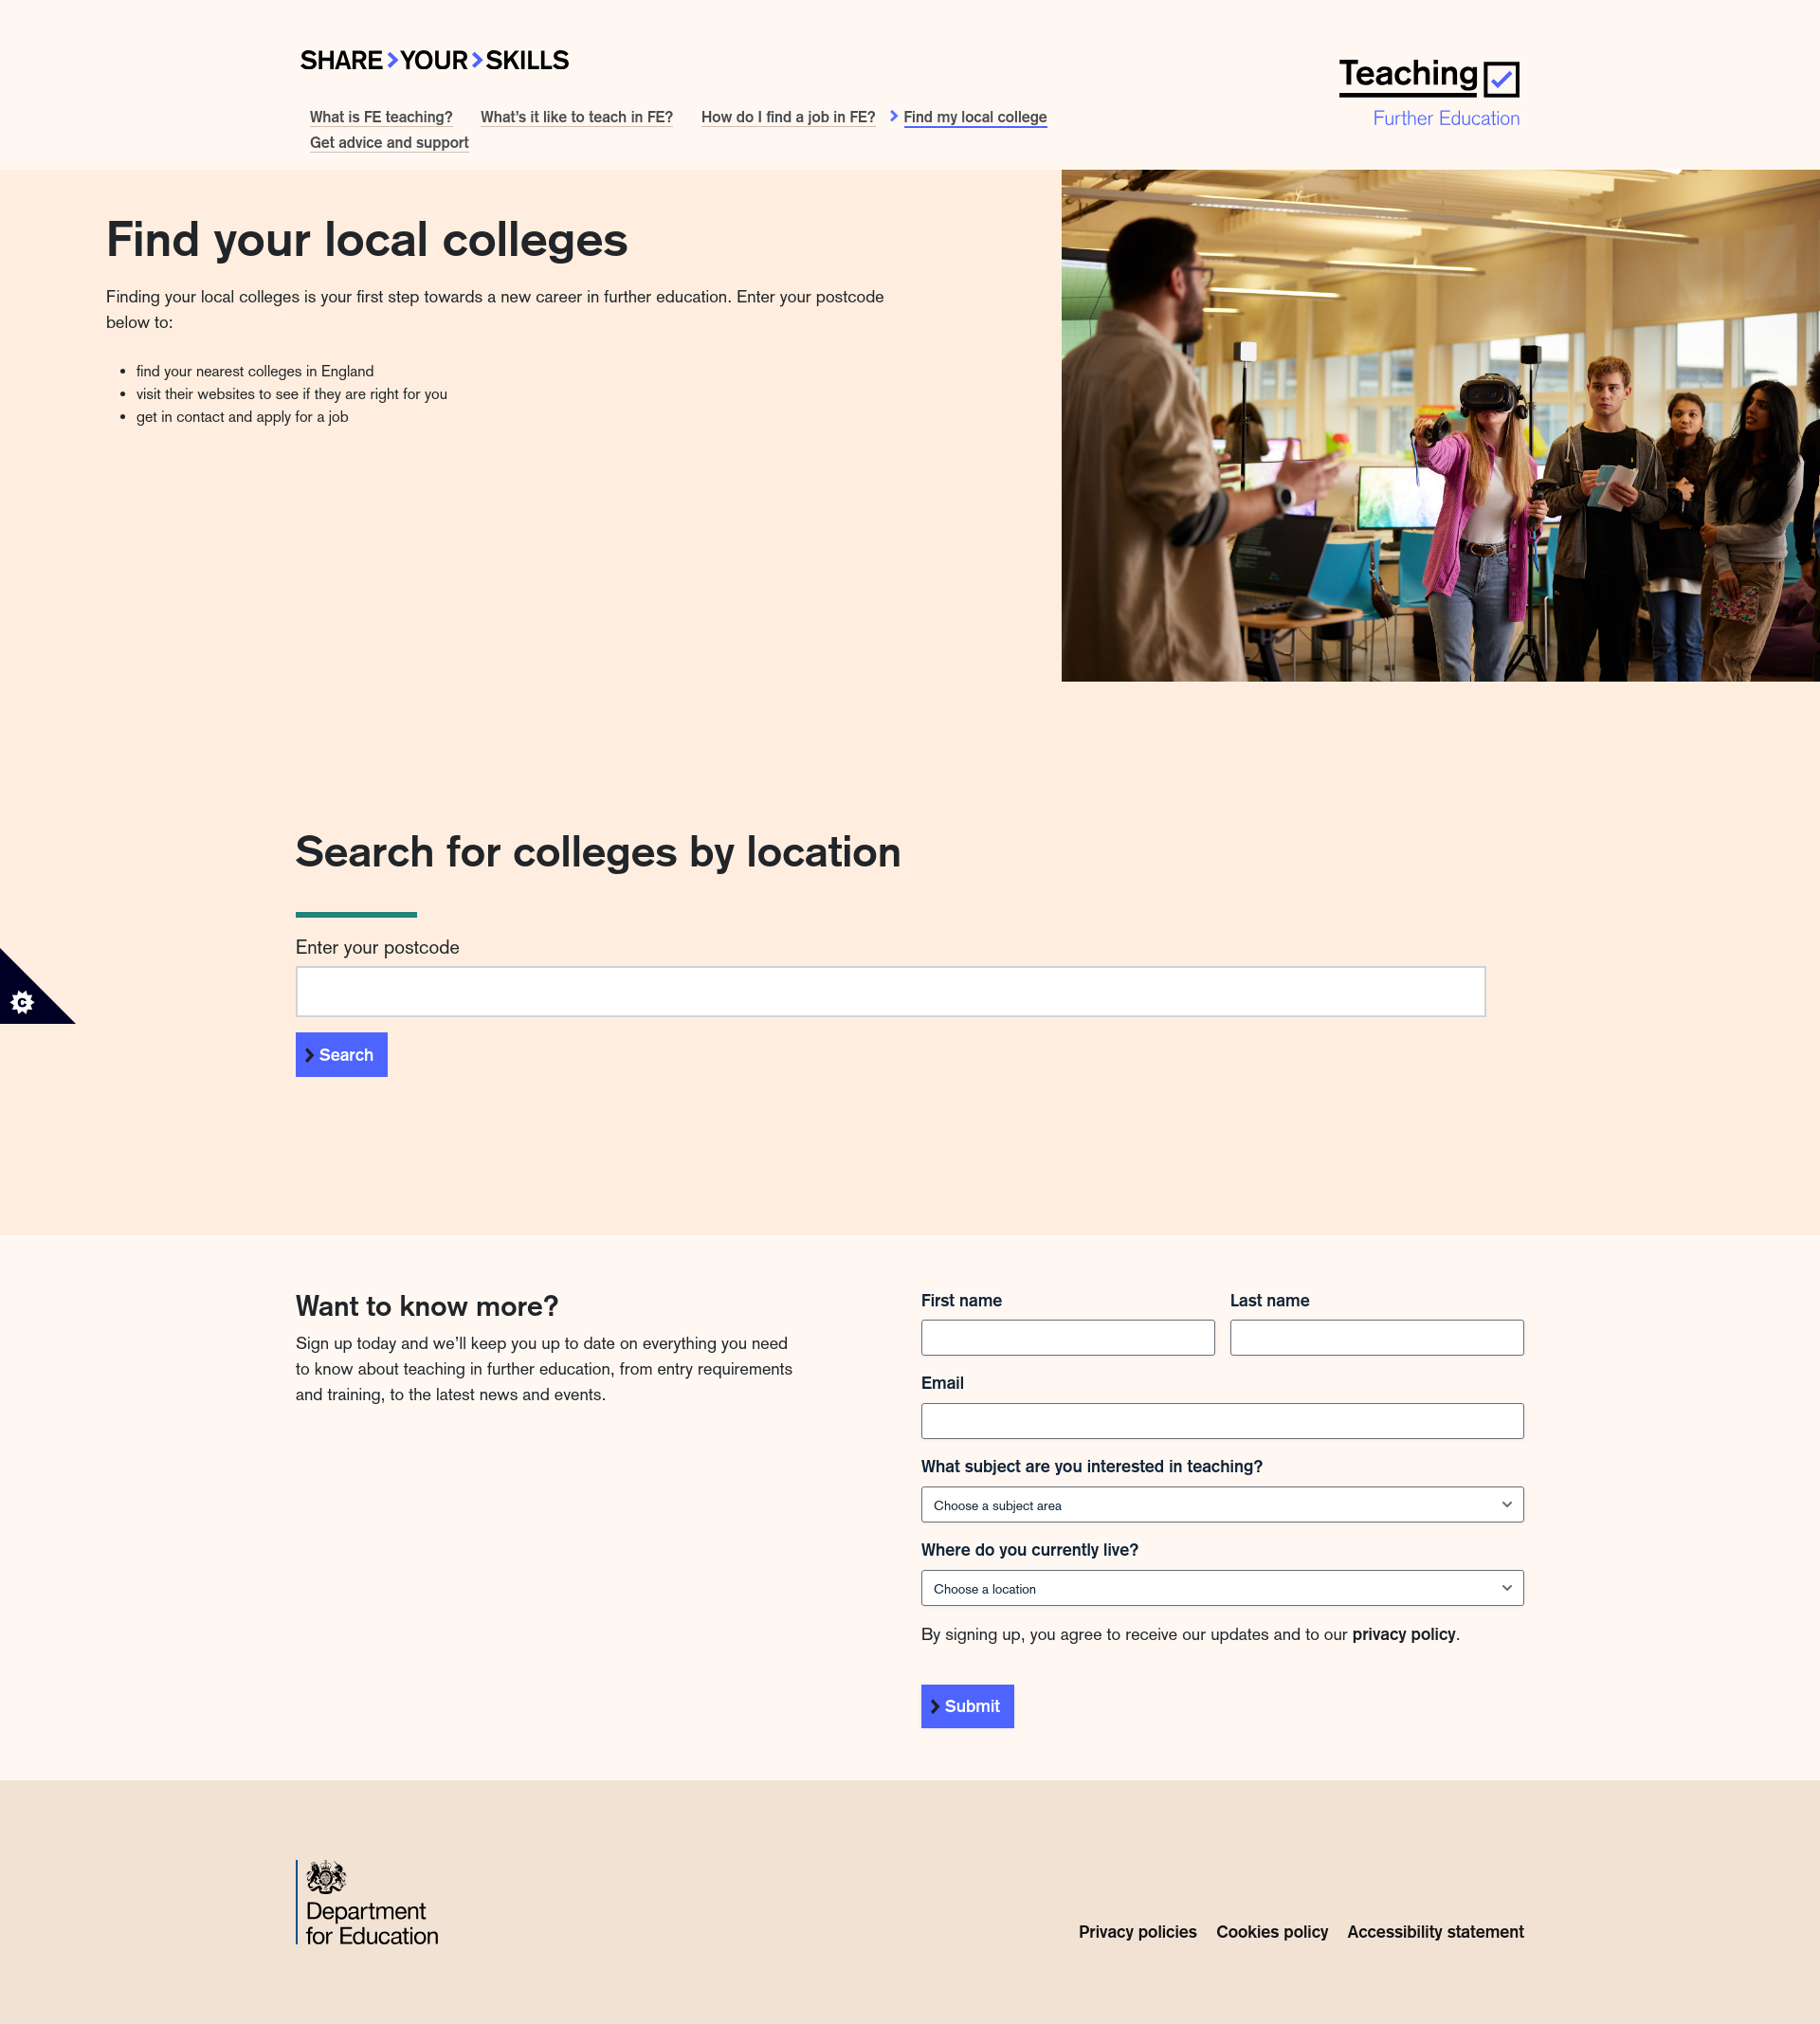 SHARE YOUR SKILLS
Teaching
Further Education
What is FE teaching? What's it like to teach in FE? How do I find a job in FE? Find my local college
Get advice and support
Find your local colleges
Finding your local colleges is your first step towards a new career in further education. Enter your postcode
below to:
• find your nearest colleges in England
• visit their websites to see if they are right for you
• get in contact and apply for a job
Search for colleges by location
Enter your postcode
Search
Want to know more?
Sign up today and we'll keep you up to date on everything you need
to know about teaching in further education, from entry requirements
and training, to the latest news and events.
First name Last name
Email
What subject are you interested in teaching?
Choose a subject area
Where do you currently live?
Choose a location
By signing up, you agree to receive our updates and to our privacy policy.
Submit
Department
for Education
Privacy policies Cookies policy Accessibility statement